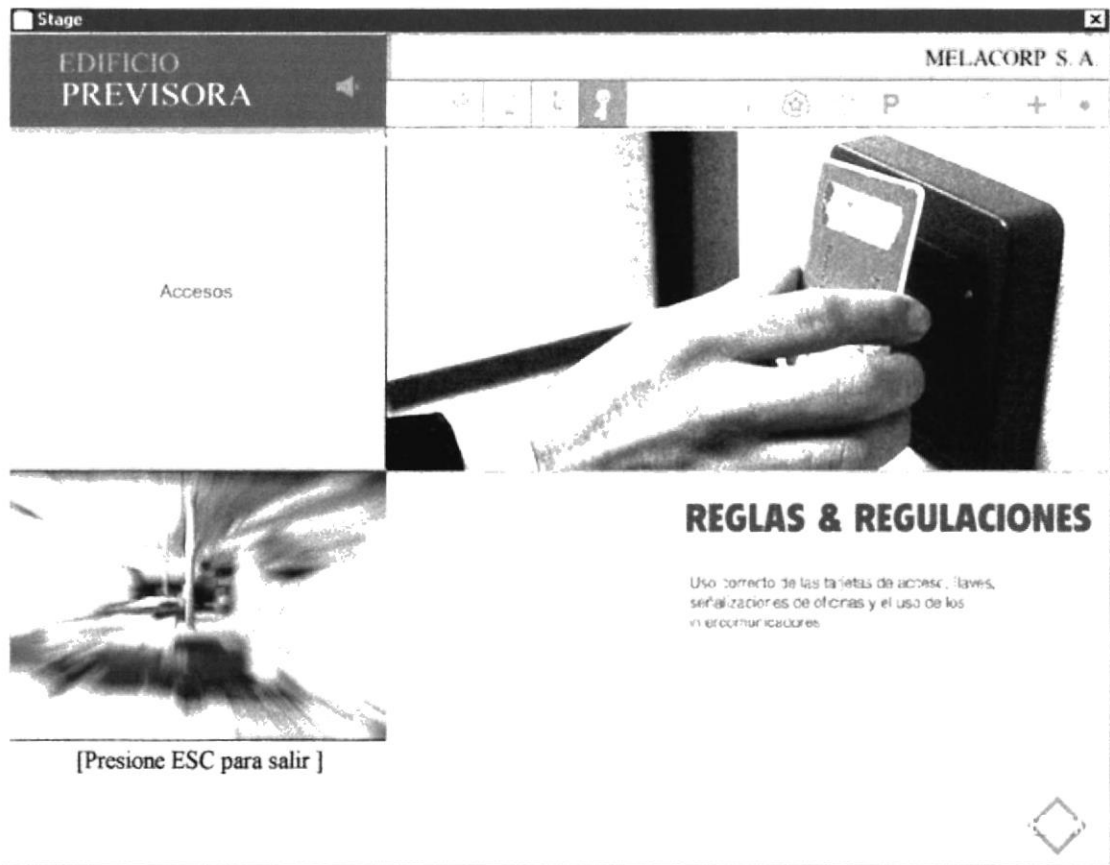 Stage
EDIFICIO
PREVISORA
MELACORP S. A.
P
Accesos
REGLAS & REGULACIONES
Uso correcto de las tarjetas de acceso, llaves,
señalizaciones de oficinas y el uso de los
intercomunicadores
[Presione ESC para salir ]